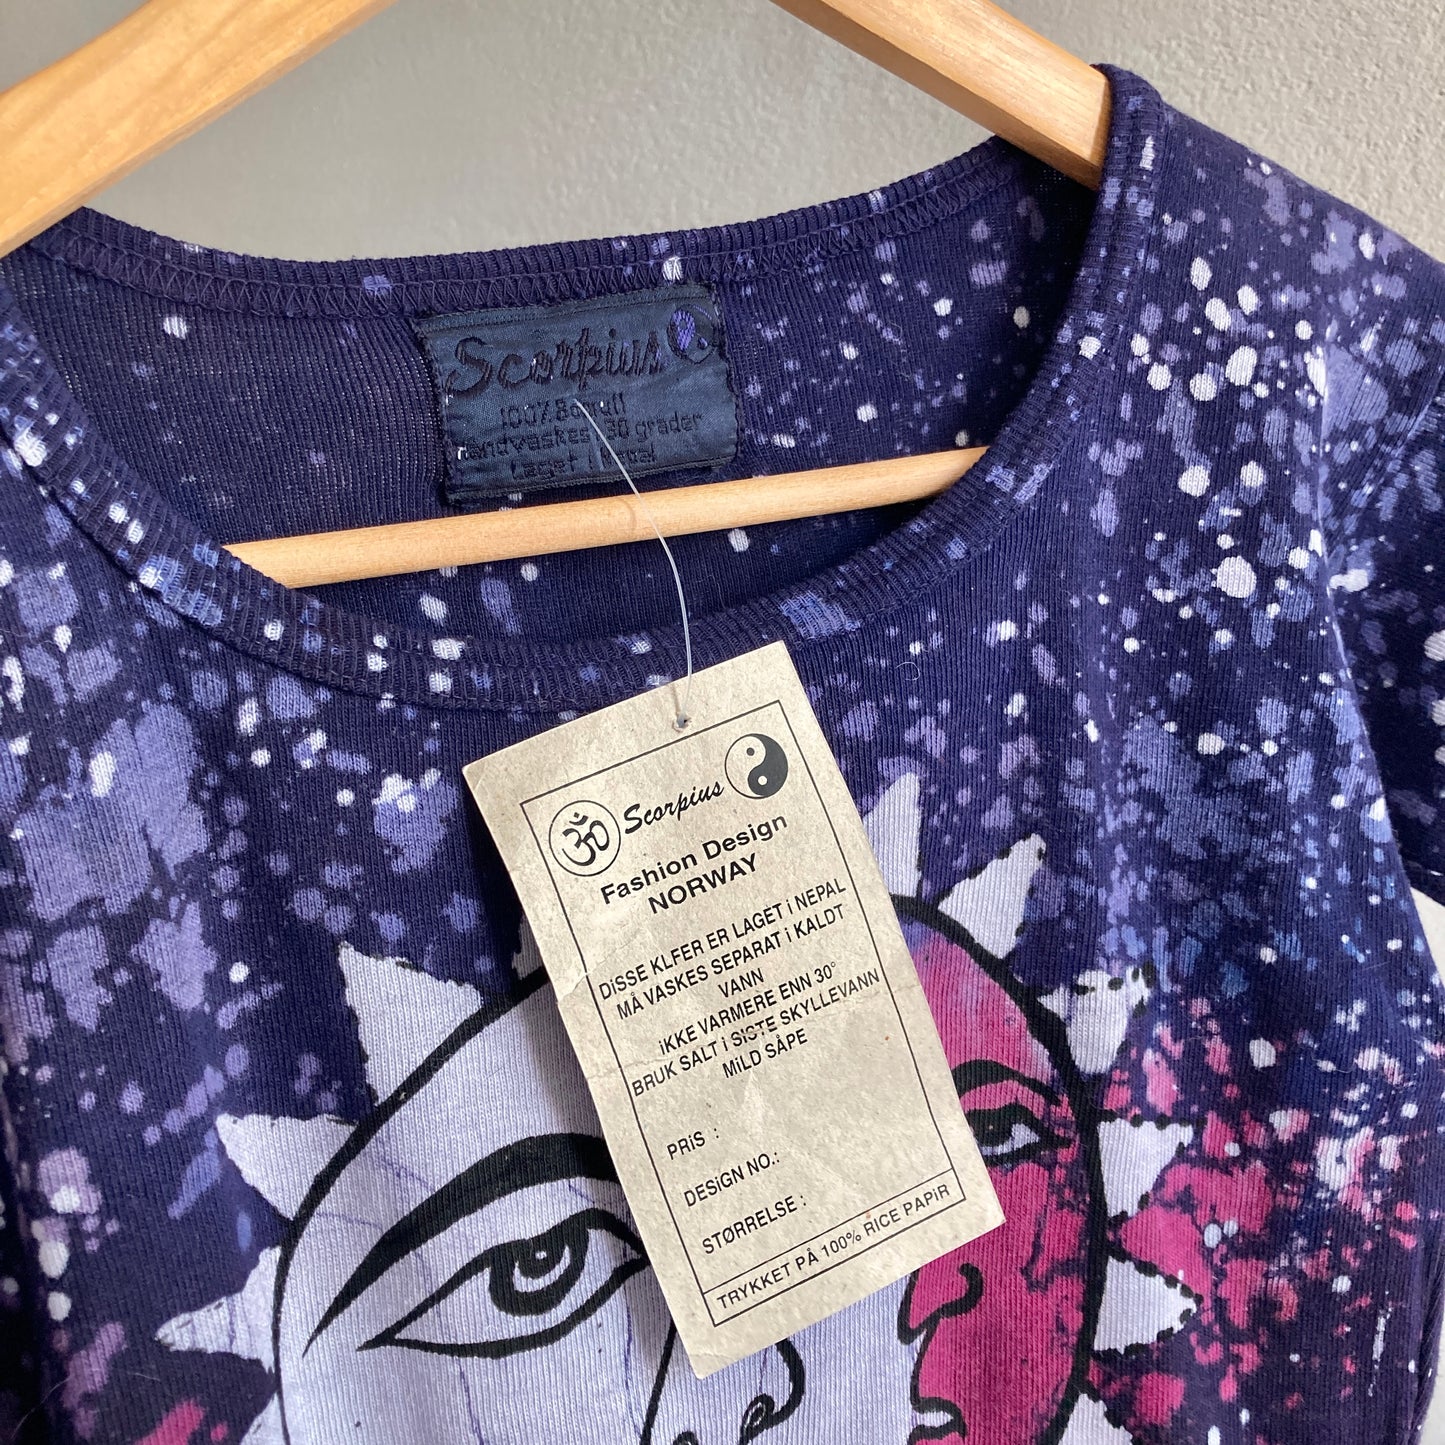 Scorpius
100% Bomull
Handvaskes 30 grader
Laget i Nepal
ॐ Scorpius
Fashion Design
NORWAY
DiSSE KLFER ER LAGET i NEPAL
MÅ VASKES SEPARAT i KALDT
VANN
iKKE VARMERE ENN 30°
BRUK SALT i SISTE SKYLLEVANN
MiLD SÅPE
PRiS :
DESiGN NO.:
STØRRELSE :
TRYKKET PÅ 100% RICE PAPiR